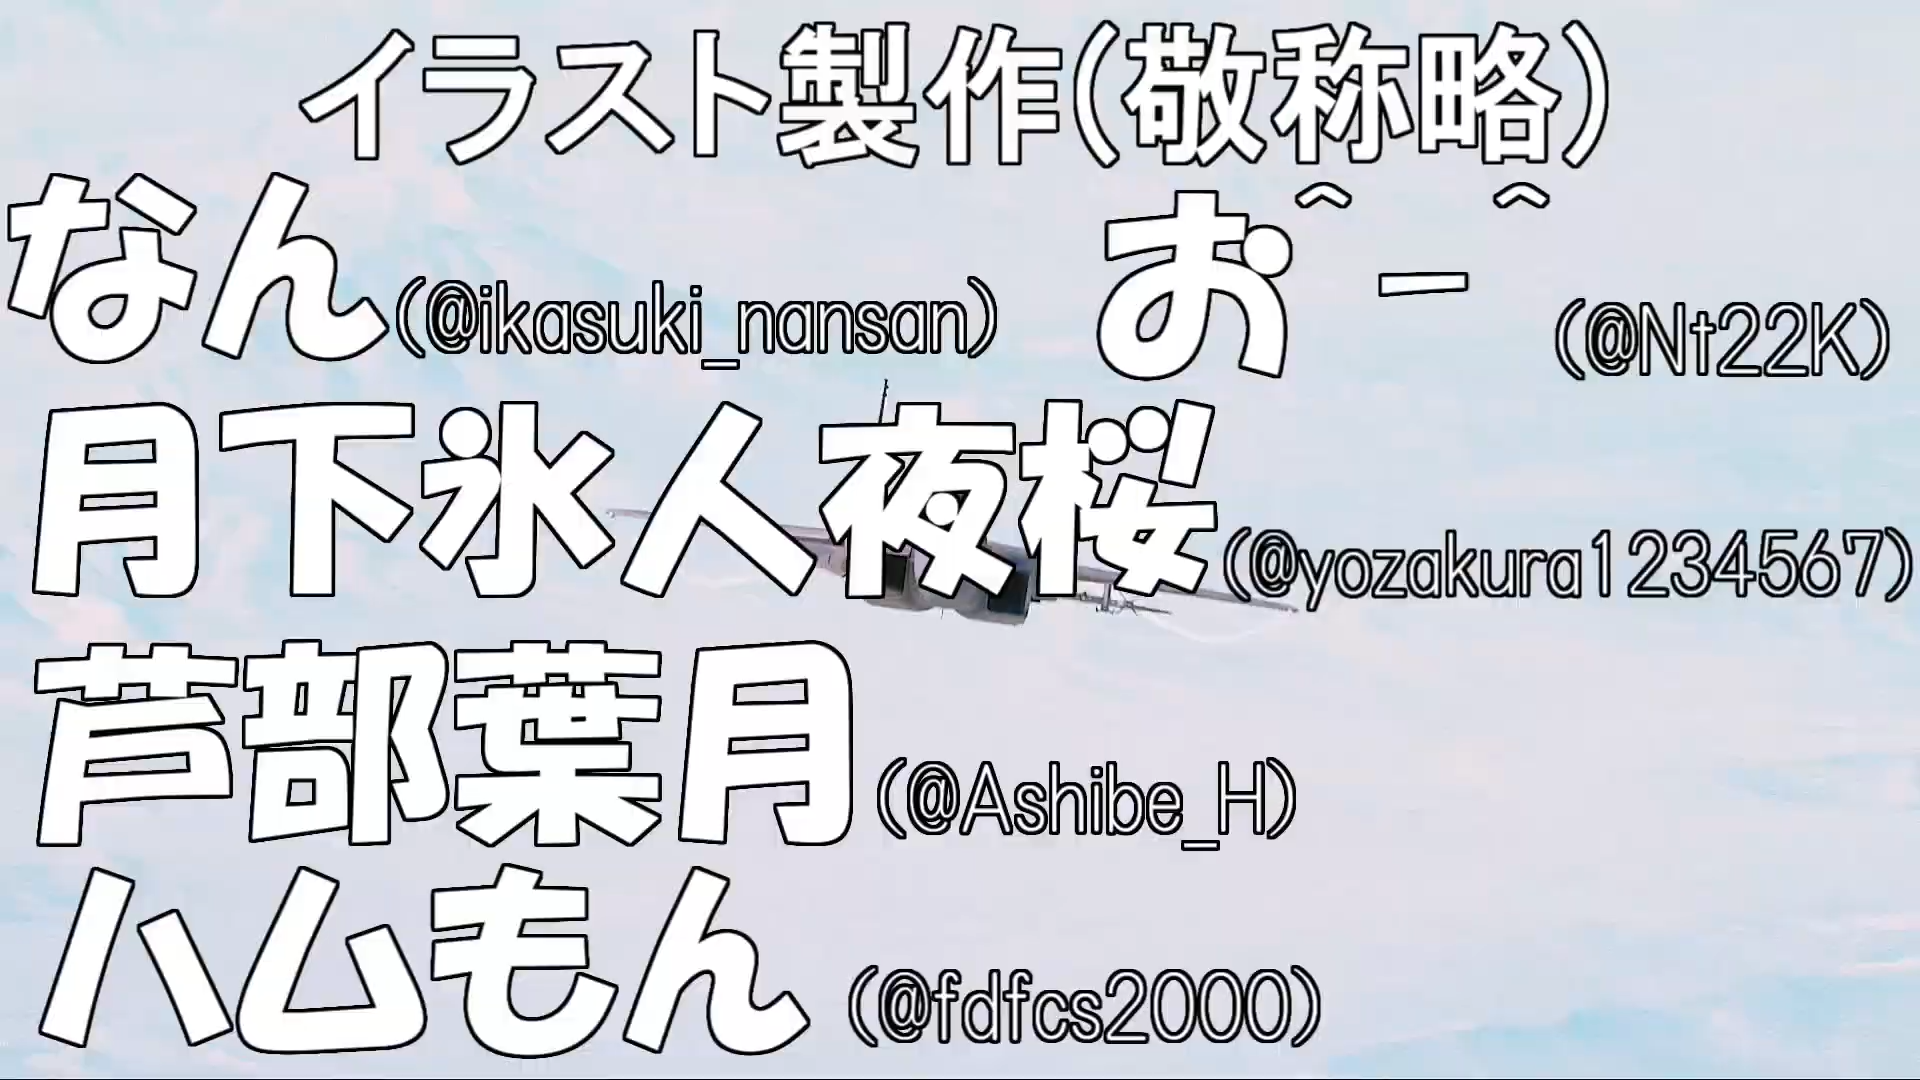 イラスト製作(敬称略)
なん(@ikasuki_nansan) お^ー^(@Nt22K)
月下氷人夜桜(@yozakura1234567)
芦部葉月(@Ashibe_H)
ハムもん(@fdfcs2000)